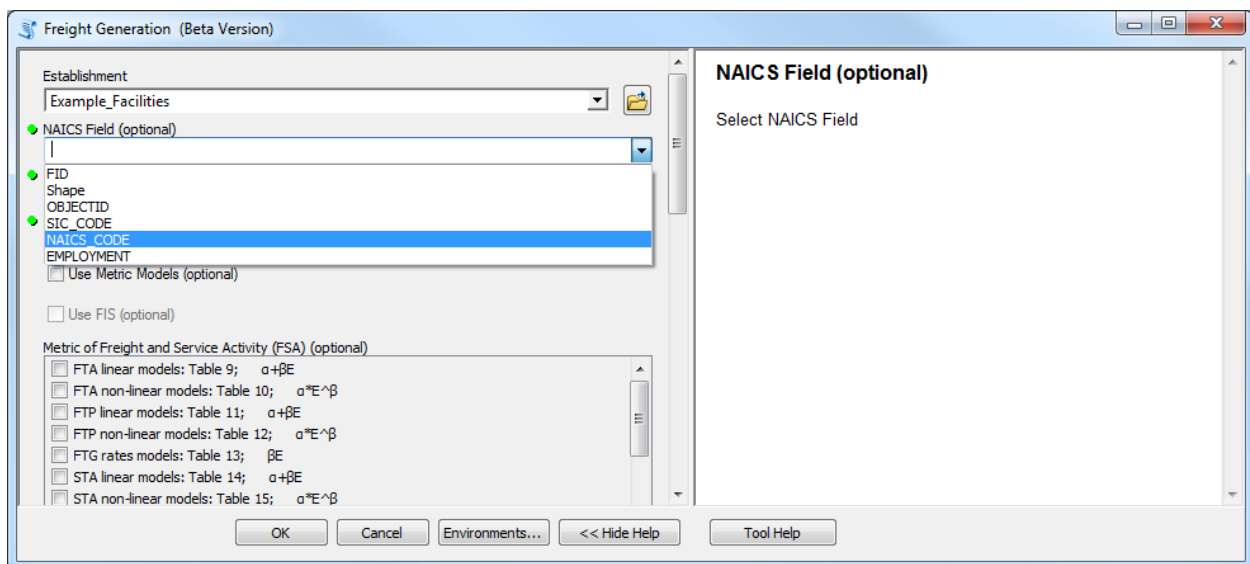 Freight Generation (Beta Version)
Establishment
Example_Facilities
NAICS Field (optional)
FID
Shape
OBJECTID
SIC_CODE
NAICS_CODE
EMPLOYMENT
Use Metric Models (optional)
Use FIS (optional)
Metric of Freight and Service Activity (FSA) (optional)
FTA linear models: Table 9; α+βE
FTA non-linear models: Table 10; α*E^β
FTP linear models: Table 11; α+βE
FTP non-linear models: Table 12; α*E^β
FTG rates models: Table 13; βE
STA linear models: Table 14; α+βE
STA non-linear models: Table 15; α*E^β
NAICS Field (optional)
Select NAICS Field
OK Cancel Environments... << Hide Help Tool Help